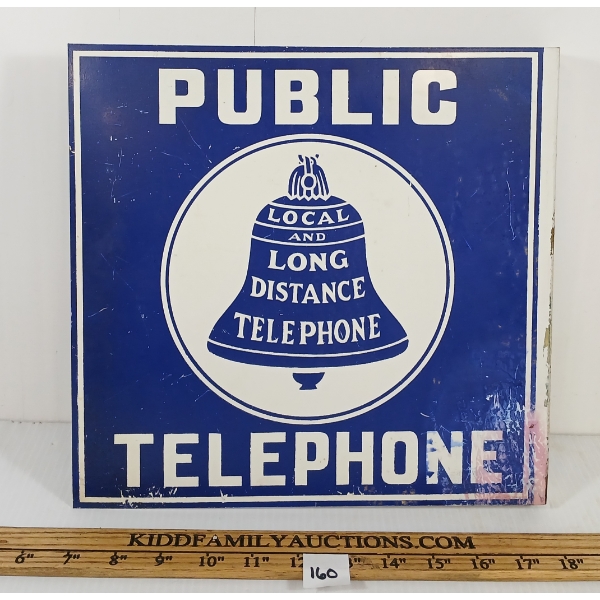 PUBLIC
LOCAL
AND
LONG
DISTANCE
TELEPHONE
TELEPHONE
KIDDFAMILYAUCTIONS.COM
6" 7" 8" 9" 10" 11" 12 14" 15" 16" 17" 18"
160